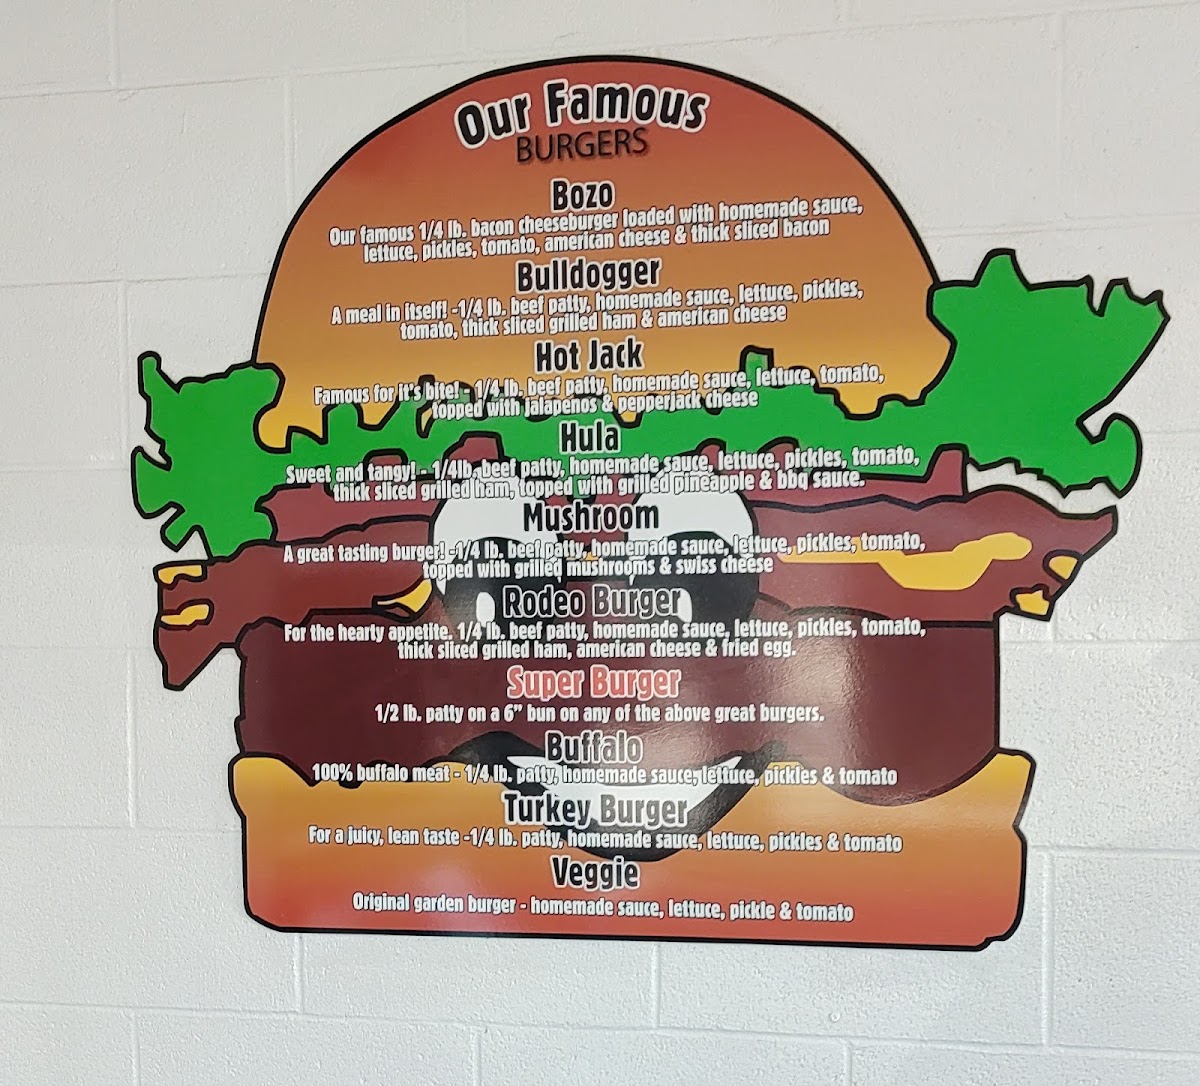 Our Famous
BURGERS
Bozo
Our famous 1/4 lb. bacon cheeseburger loaded with homemade sauce,
lettuce, pickles, tomato, american cheese & thick sliced bacon
Bulldogger
A meal in itself! -1/4 lb. beef patty, homemade sauce, lettuce, pickles,
tomato, thick sliced grilled ham & american cheese
Hot Jack
Famous for it's bite! - 1/4 lb. beef patty, homemade sauce, lettuce, tomato,
topped with jalapenos & pepperjack cheese
Hula
Sweet and tangy! - 1/4lb. beef patty, homemade sauce, lettuce, pickles, tomato,
thick sliced grilled ham, topped with grilled pineapple & bbq sauce.
Mushroom
A great tasting burger! -1/4 lb. beef patty, homemade sauce, lettuce, pickles, tomato,
topped with grilled mushrooms & swiss cheese
Rodeo Burger
For the hearty appetite. 1/4 lb. beef patty, homemade sauce, lettuce, pickles, tomato,
thick sliced grilled ham, american cheese & fried egg.
Super Burger
1/2 lb. patty on a 6” bun on any of the above great burgers.
Buffalo
100% buffalo meat - 1/4 lb. patty, homemade sauce, lettuce, pickles & tomato
Turkey Burger
For a juicy, lean taste -1/4 lb. patty, homemade sauce, lettuce, pickles & tomato
Veggie
Original garden burger - homemade sauce, lettuce, pickle & tomato